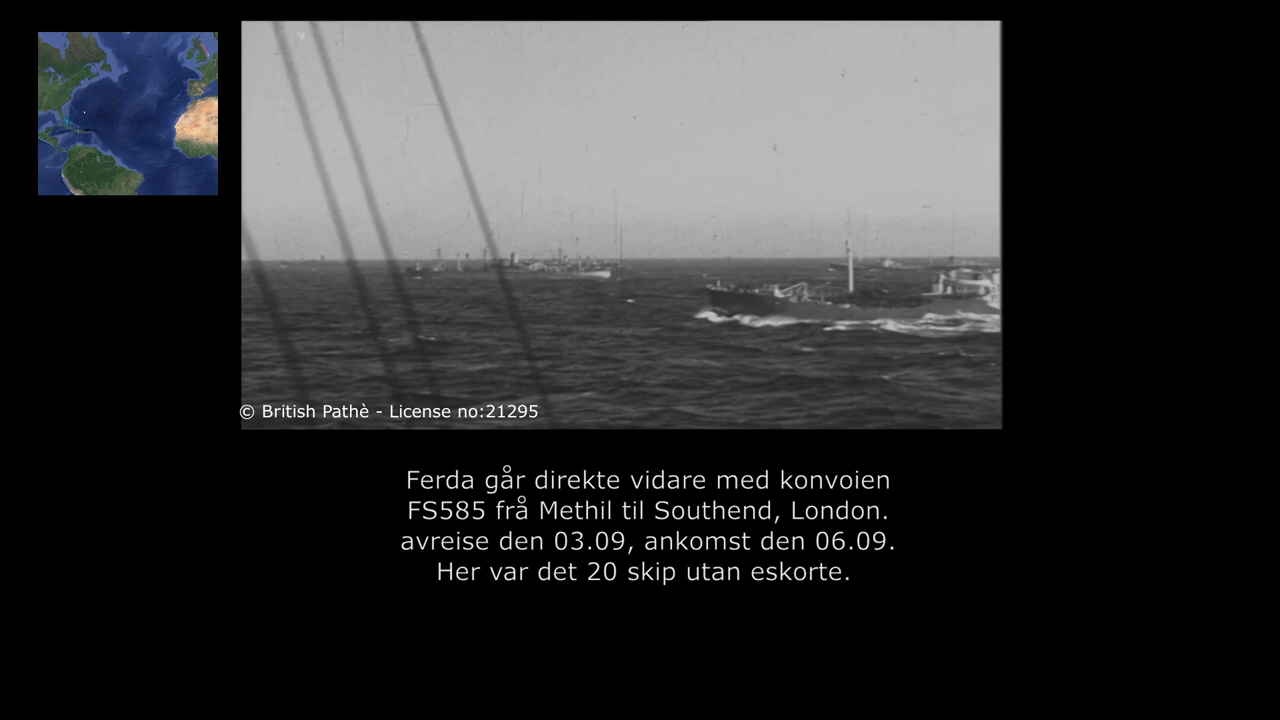 © British Pathè - License no:21295
Ferda går direkte vidare med konvoien
FS585 frå Methil til Southend, London.
avreise den 03.09, ankomst den 06.09.
Her var det 20 skip utan eskorte.